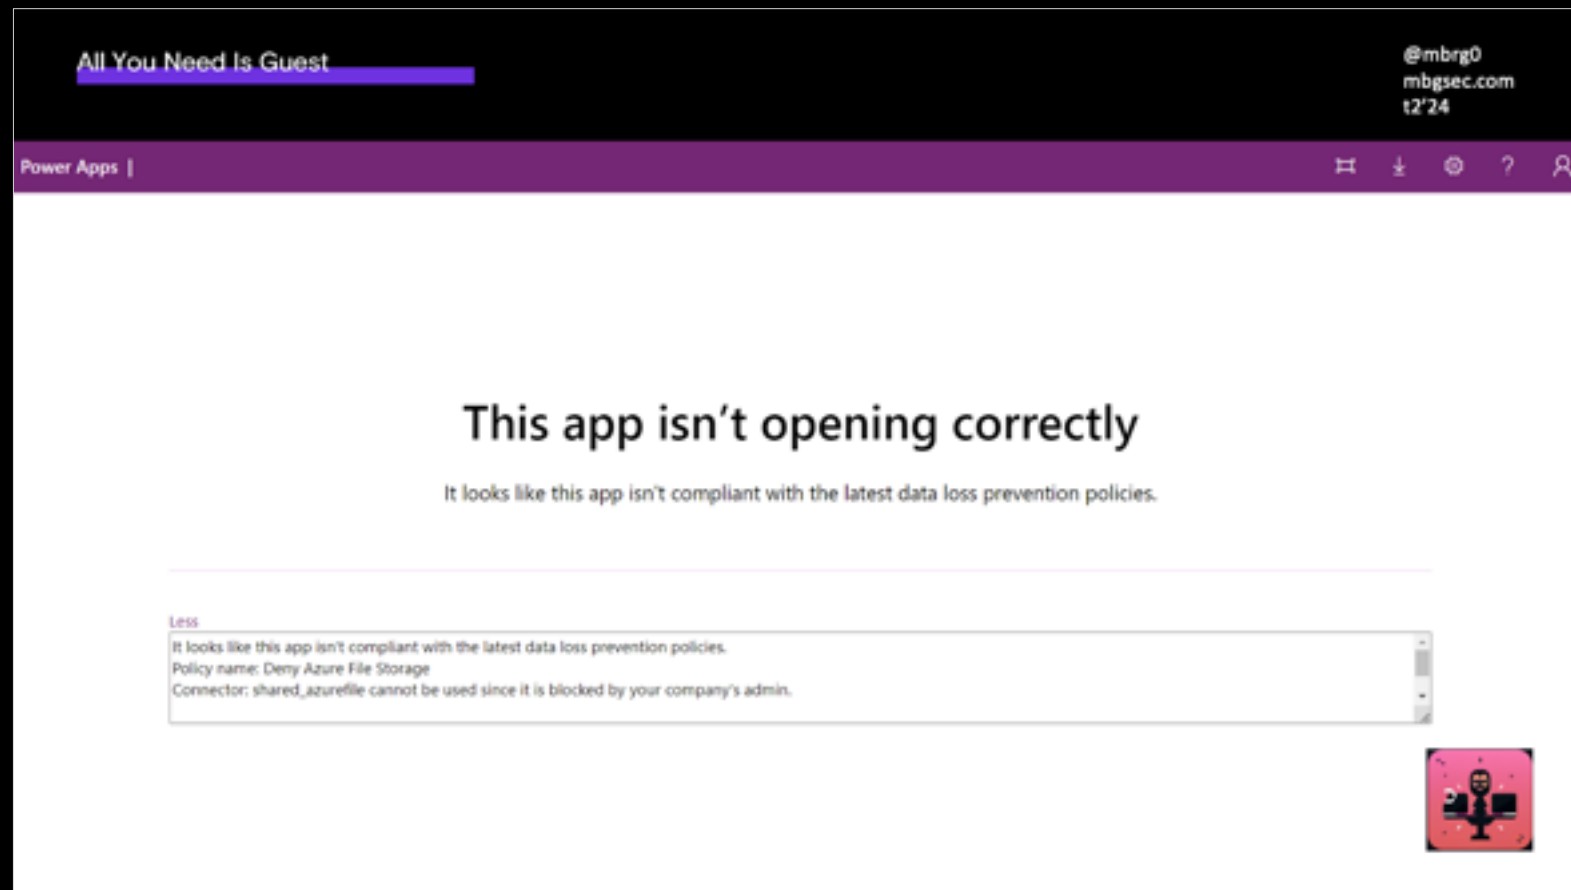 All You Need Is Guest
@mbrg0
mbgsec.com
t2'24
Power Apps |
?
This app isn't opening correctly
It looks like this app isn't compliant with the latest data loss prevention policies.
Less
It looks like this app isn't compliant with the latest data loss prevention policies.
Policy name: Deny Azure File Storage
Connector: shared_azurefile cannot be used since it is blocked by your company's admin.